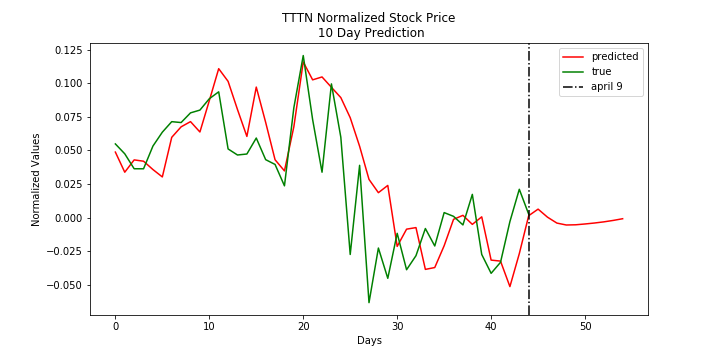 TTTN Normalized Stock Price
10 Day Prediction
0.125
0.100
0.075
0.050
0.025
0.000
−0.025
−0.050
Normalized Values
predicted
true
april 9
0 10 20 30 40 50
Days